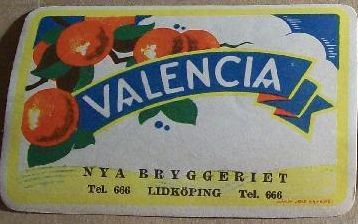 VALENCIA
NYA BRYGGERIET
Tel. 666 LIDKÖPING Tel. 666